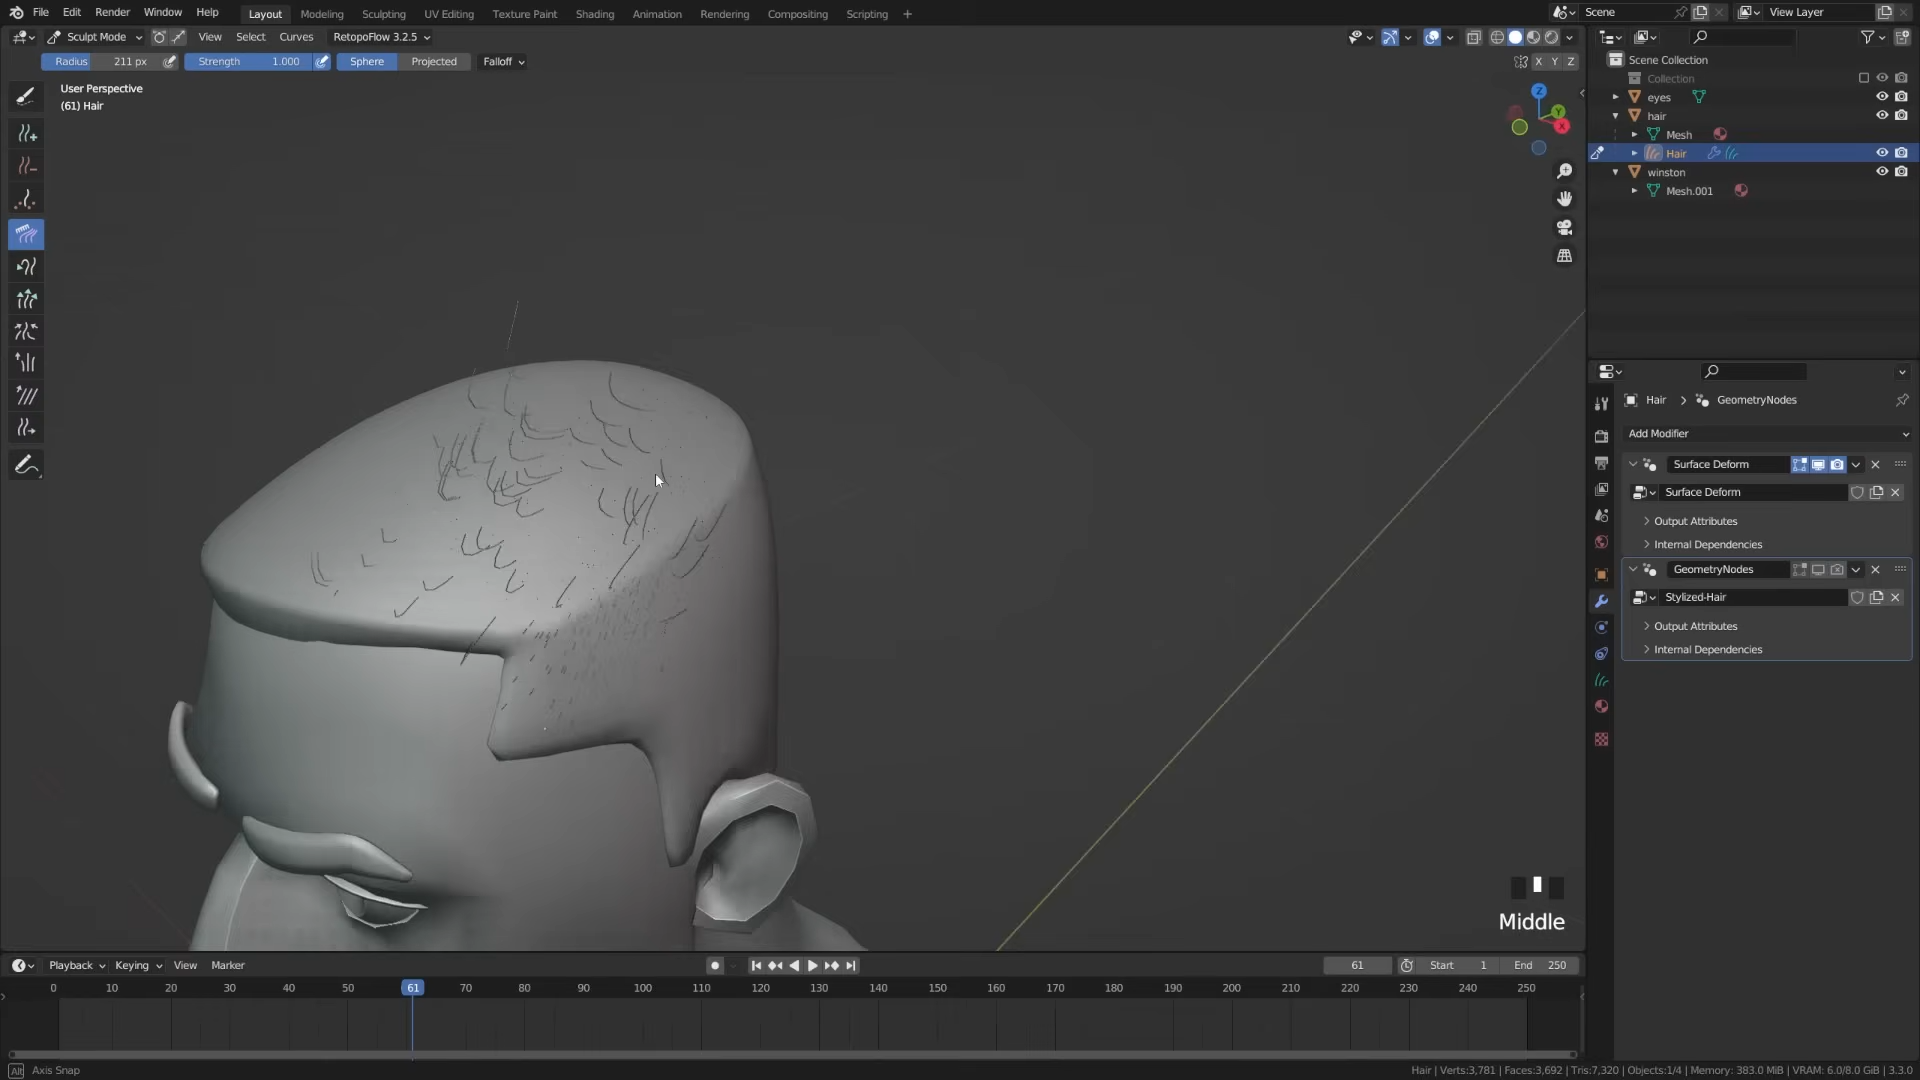 File Edit Render Window Help Layout Modeling Sculpting UV Editing Texture Paint Shading Animation Rendering Compositing Scripting + Scene View Layer
Sculpt Mode View Select Curves RetopoFlow 3.2.5
Radius 211 px Strength 1.000 Sphere Projected Falloff X Y Z
User Perspective
(61) Hair
Z
Y
X
Scene Collection
Collection
eyes
hair
Mesh
Hair
winston
Mesh.001
Hair > GeometryNodes
Add Modifier
Surface Deform
Surface Deform
Output Attributes
Internal Dependencies
GeometryNodes
Stylized-Hair
Output Attributes
Internal Dependencies
Middle
Playback Keying View Marker 61 Start 1 End 250
0 10 20 30 40 50 61 70 80 90 100 110 120 130 140 150 160 170 180 190 200 210 220 230 240 250
Alt Axis Snap Hair | Verts:3,781 | Faces:3,692 | Tris:7,320 | Objects:1/4 | Memory: 383.0 MiB | VRAM: 6.0/8.0 GiB | 3.3.0